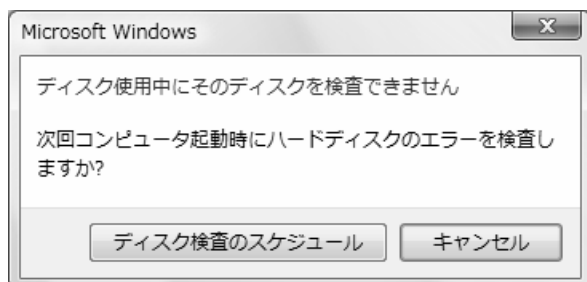 Microsoft Windows
ディスク使用中にそのディスクを検査できません
次回コンピュータ起動時にハードディスクのエラーを検査し
ますか?
ディスク検査のスケジュール
キャンセル